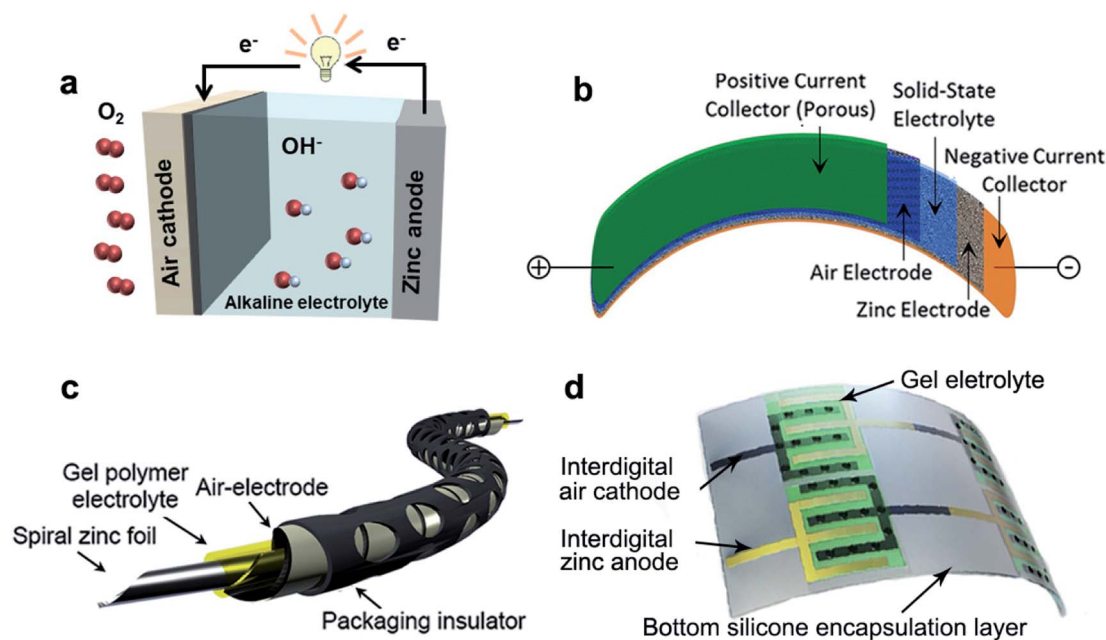 a
e⁻
e⁻
O₂
Air cathode
OH⁻
Alkaline electrolyte
Zinc anode
b
Positive Current
Collector (Porous)
Solid-State
Electrolyte
Negative Current
Collector
Air Electrode
Zinc Electrode
+
-
c
Gel polymer
electrolyte
Air-electrode
Spiral zinc foil
Packaging insulator
d
Gel eletrolyte
Interdigital
air cathode
Interdigital
zinc anode
Bottom silicone encapsulation layer